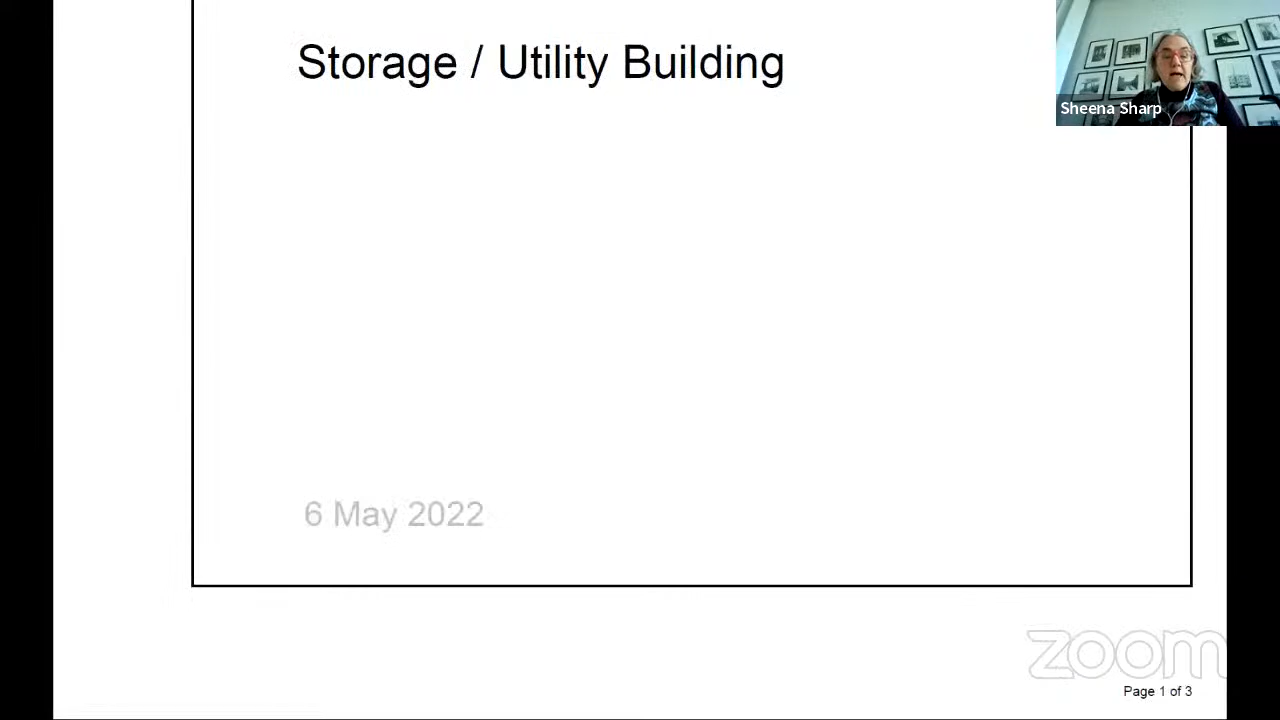 Storage / Utility Building
Sheena Sharp
6 May 2022
zoom
Page 1 of 3